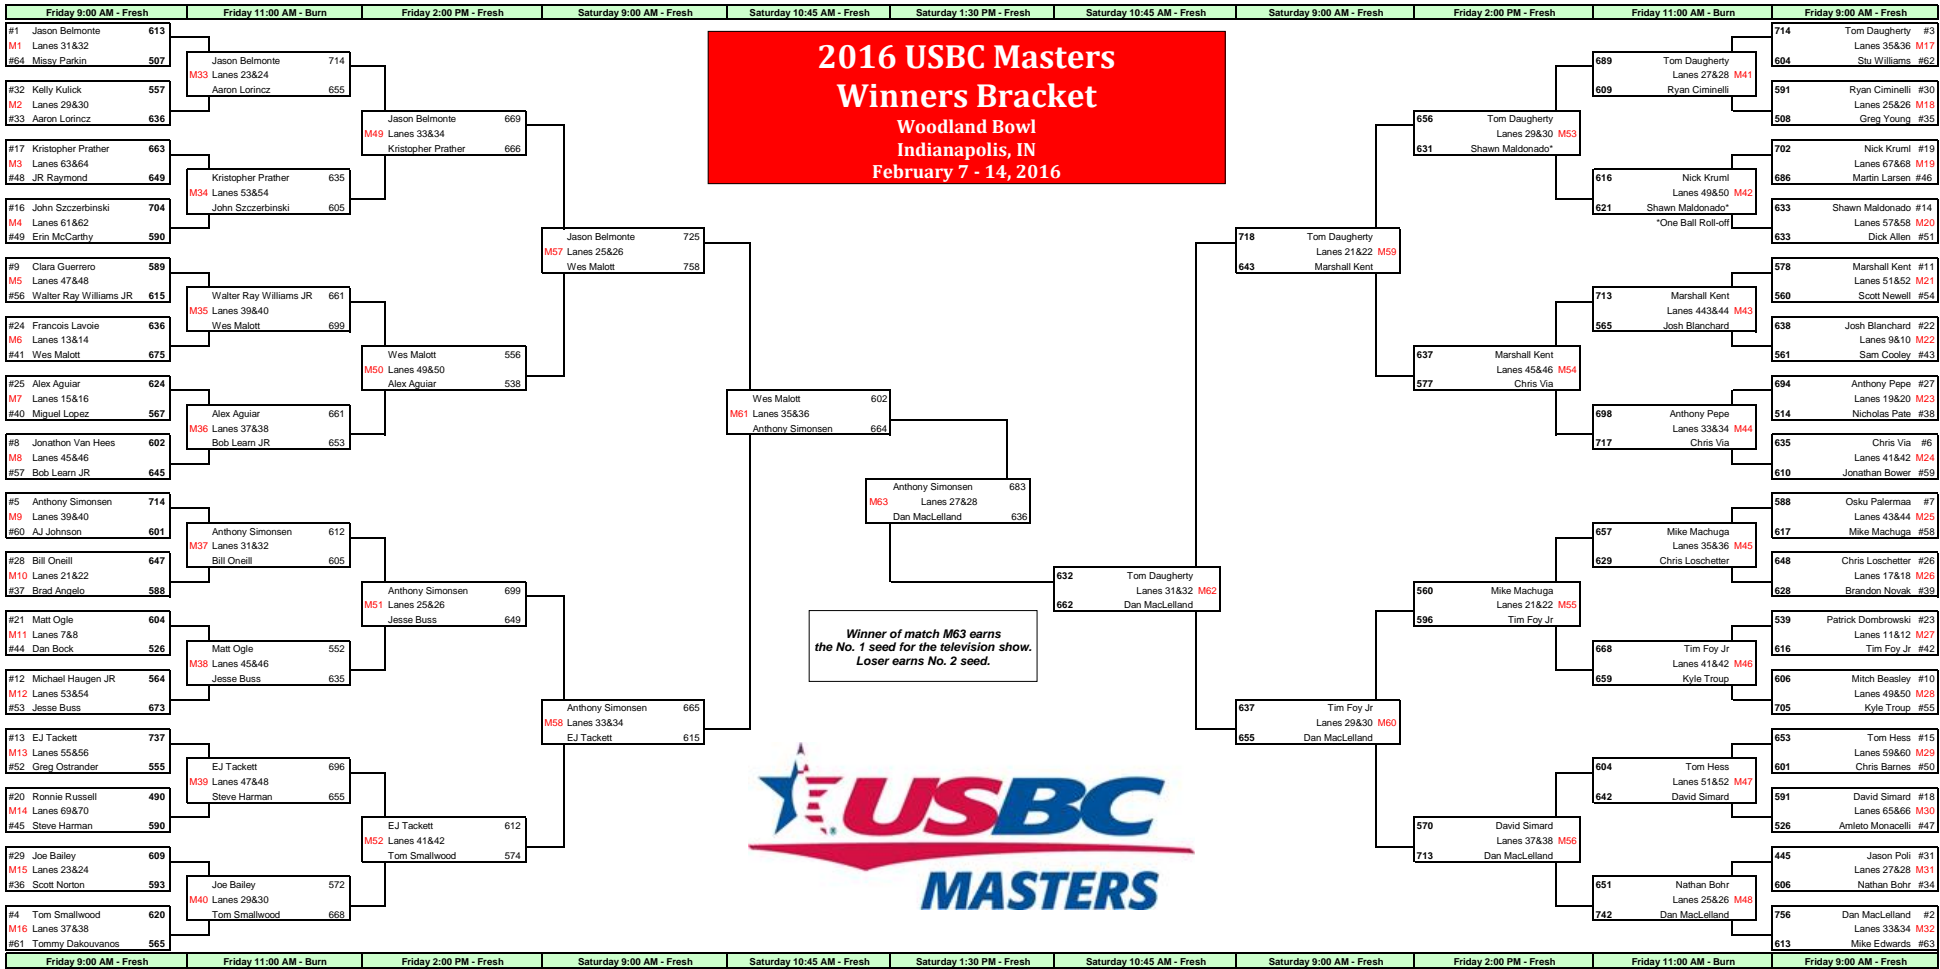 Friday 9:00 AM - Fresh
Friday 11:00 AM - Burn
Friday 2:00 PM - Fresh
Saturday 9:00 AM - Fresh
Saturday 10:45 AM - Fresh
Saturday 1:30 PM - Fresh
Saturday 10:45 AM - Fresh
Saturday 9:00 AM - Fresh
Friday 2:00 PM - Fresh
Friday 11:00 AM - Burn
Friday 9:00 AM - Fresh
2016 USBC Masters
Winners Bracket
Woodland Bowl
Indianapolis, IN
February 7 - 14, 2016
#1 Jason Belmonte 613
M1 Lanes 31&32
#64 Missy Parkin 507
#32 Kelly Kulick 557
M2 Lanes 29&30
#33 Aaron Lorincz 636
#17 Kristopher Prather 663
M3 Lanes 63&64
#48 JR Raymond 649
#16 John Szczerbinski 704
M4 Lanes 61&62
#49 Erin McCarthy 590
#9 Clara Guerrero 589
M5 Lanes 47&48
#56 Walter Ray Williams JR 615
#24 Francois Lavoie 636
M6 Lanes 13&14
#41 Wes Malott 675
#25 Alex Aguiar 624
M7 Lanes 15&16
#40 Miguel Lopez 567
#8 Jonathon Van Hees 602
M8 Lanes 45&46
#57 Bob Learn JR 645
#5 Anthony Simonsen 714
M9 Lanes 39&40
#60 AJ Johnson 601
#28 Bill Oneill 647
M10 Lanes 21&22
#37 Brad Angelo 588
#21 Matt Ogle 604
M11 Lanes 7&8
#44 Dan Bock 526
#12 Michael Haugen JR 564
M12 Lanes 53&54
#53 Jesse Buss 673
#13 EJ Tackett 737
M13 Lanes 55&56
#52 Greg Ostrander 555
#20 Ronnie Russell 490
M14 Lanes 69&70
#45 Steve Harman 590
#29 Joe Bailey 609
M15 Lanes 23&24
#36 Scott Norton 593
#4 Tom Smallwood 620
M16 Lanes 37&38
#61 Tommy Dakouvanos 565
Jason Belmonte 714
M33 Lanes 23&24
Aaron Lorincz 655
Kristopher Prather 635
M34 Lanes 53&54
John Szczerbinski 605
Walter Ray Williams JR 661
M35 Lanes 39&40
Wes Malott 699
Alex Aguiar 661
M36 Lanes 37&38
Bob Learn JR 653
Anthony Simonsen 612
M37 Lanes 31&32
Bill Oneill 605
Matt Ogle 552
M38 Lanes 45&46
Jesse Buss 635
EJ Tackett 696
M39 Lanes 47&48
Steve Harman 655
Joe Bailey 572
M40 Lanes 29&30
Tom Smallwood 668
Jason Belmonte 669
M49 Lanes 33&34
Kristopher Prather 666
Wes Malott 556
M50 Lanes 49&50
Alex Aguiar 538
Anthony Simonsen 699
M51 Lanes 25&26
Jesse Buss 649
EJ Tackett 612
M52 Lanes 41&42
Tom Smallwood 574
Jason Belmonte 725
M57 Lanes 25&26
Wes Malott 758
Anthony Simonsen 665
M58 Lanes 33&34
EJ Tackett 615
Wes Malott 602
M61 Lanes 35&36
Anthony Simonsen 664
Anthony Simonsen 683
M63 Lanes 27&28
Dan MacLelland 636
632 Tom Daugherty
Lanes 31&32 M62
662 Dan MacLelland
Winner of match M63 earns
the No. 1 seed for the television show.
Loser earns No. 2 seed.
USBC
MASTERS
718 Tom Daugherty
Lanes 21&22 M59
643 Marshall Kent
637 Tim Foy Jr
Lanes 29&30 M60
655 Dan MacLelland
656 Tom Daugherty
Lanes 29&30 M53
631 Shawn Maldonado*
637 Marshall Kent
Lanes 45&46 M54
577 Chris Via
560 Mike Machuga
Lanes 21&22 M55
596 Tim Foy Jr
570 David Simard
Lanes 37&38 M56
713 Dan MacLelland
689 Tom Daugherty
Lanes 27&28 M41
609 Ryan Ciminelli
616 Nick Kruml
Lanes 49&50 M42
621 Shawn Maldonado*
*One Ball Roll-off
713 Marshall Kent
Lanes 443&44 M43
565 Josh Blanchard
698 Anthony Pepe
Lanes 33&34 M44
717 Chris Via
657 Mike Machuga
Lanes 35&36 M45
629 Chris Loschetter
668 Tim Foy Jr
Lanes 41&42 M46
659 Kyle Troup
604 Tom Hess
Lanes 51&52 M47
642 David Simard
651 Nathan Bohr
Lanes 25&26 M48
742 Dan MacLelland
714 Tom Daugherty #3
Lanes 35&36 M17
604 Stu Williams #62
591 Ryan Ciminelli #30
Lanes 25&26 M18
508 Greg Young #35
702 Nick Kruml #19
Lanes 67&68 M19
686 Martin Larsen #46
633 Shawn Maldonado #14
Lanes 57&58 M20
633 Dick Allen #51
578 Marshall Kent #11
Lanes 51&52 M21
560 Scott Newell #54
638 Josh Blanchard #22
Lanes 9&10 M22
561 Sam Cooley #43
694 Anthony Pepe #27
Lanes 19&20 M23
514 Nicholas Pate #38
635 Chris Via #6
Lanes 41&42 M24
610 Jonathan Bower #59
588 Osku Palermaa #7
Lanes 43&44 M25
617 Mike Machuga #58
648 Chris Loschetter #26
Lanes 17&18 M26
628 Brandon Novak #39
539 Patrick Dombrowski #23
Lanes 11&12 M27
616 Tim Foy Jr #42
606 Mitch Beasley #10
Lanes 49&50 M28
705 Kyle Troup #55
653 Tom Hess #15
Lanes 59&60 M29
601 Chris Barnes #50
591 David Simard #18
Lanes 65&66 M30
526 Amleto Monacelli #47
445 Jason Poli #31
Lanes 27&28 M31
606 Nathan Bohr #34
756 Dan MacLelland #2
Lanes 33&34 M32
613 Mike Edwards #63
Friday 9:00 AM - Fresh
Friday 11:00 AM - Burn
Friday 2:00 PM - Fresh
Saturday 9:00 AM - Fresh
Saturday 10:45 AM - Fresh
Saturday 1:30 PM - Fresh
Saturday 10:45 AM - Fresh
Saturday 9:00 AM - Fresh
Friday 2:00 PM - Fresh
Friday 11:00 AM - Burn
Friday 9:00 AM - Fresh